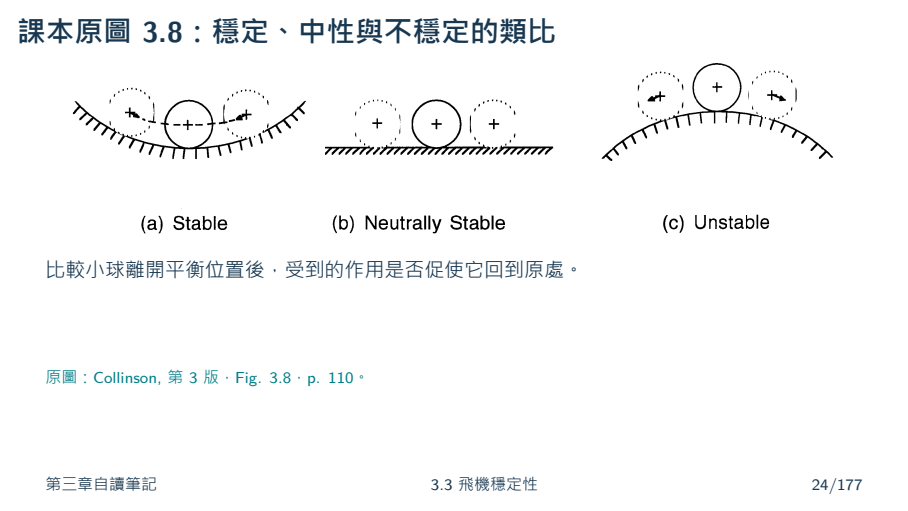 課本原圖 3.8：穩定、中性與不穩定的類比
(a) Stable
(b) Neutrally Stable
(c) Unstable
比較小球離開平衡位置後，受到的作用是否促使它回到原處。
原圖：Collinson, 第 3 版，Fig. 3.8，p. 110。
第三章自讀筆記
3.3 飛機穩定性
24/177